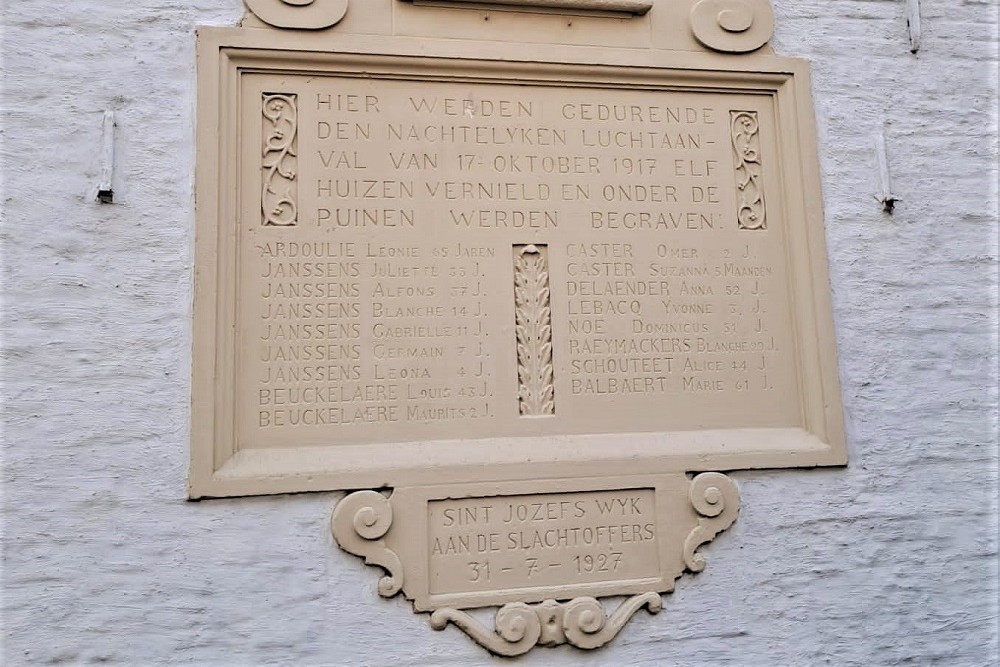 HIER WERDEN GEDURENDE
DEN NACHTELYKEN LUCHTAAN-
VAL VAN 17 OKTOBER 1917 ELF
HUIZEN VERNIELD EN ONDER DE
PUINEN WERDEN BEGRAVEN:
ARDOULIE LEONIE 65 JAREN
JANSSENS JULIETTE 33 J.
JANSSENS ALFONS 37 J.
JANSSENS BLANCHE 14 J.
JANSSENS GABRIELLE 11 J.
JANSSENS GERMAIN 7 J.
JANSSENS LEONA 4 J.
BEUCKELAERE LOUIS 43 J.
BEUCKELAERE MAURITS 2 J.
CASTER OMER 2 J.
CASTER SUZANNA 5 MAANDEN
DELAENDER ANNA 52 J.
LEBACQ YVONNE 3 J.
NOË DOMINICUS 51 J.
RAEYMACKERS BLANCHE 29 J.
SCHOUTEET ALICE 44 J.
BALBAERT MARIE 61 J.
SINT JOZEFS WYK
AAN DE SLACHTOFFERS
31 - 7 - 1927